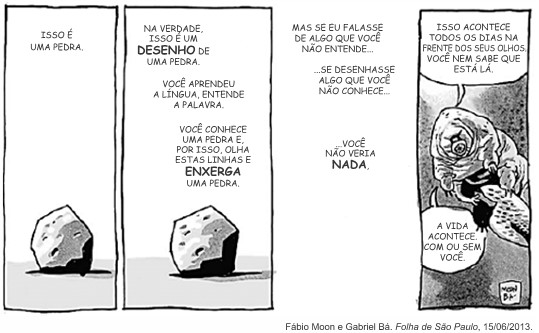 ISSO É
UMA PEDRA.
NA VERDADE,
ISSO É UM
DESENHO DE
UMA PEDRA.
VOCÊ APRENDEU
A LÍNGUA, ENTENDE
A PALAVRA.
VOCÊ CONHECE
UMA PEDRA E,
POR ISSO, OLHA
ESTAS LINHAS E
ENXERGA
UMA PEDRA.
MAS SE EU FALASSE
DE ALGO QUE VOCÊ
NÃO ENTENDE...
...SE DESENHASSE
ALGO QUE VOCÊ
NÃO CONHECE...
...VOCÊ
NÃO VERIA
NADA.
ISSO ACONTECE
TODOS OS DIAS NA
FRENTE DOS SEUS OLHOS.
VOCÊ NEM SABE QUE
ESTÁ LÁ.
A VIDA
ACONTECE
COM OU SEM
VOCÊ.
MOON
BÁ
Fábio Moon e Gabriel Bá. Folha de São Paulo, 15/06/2013.